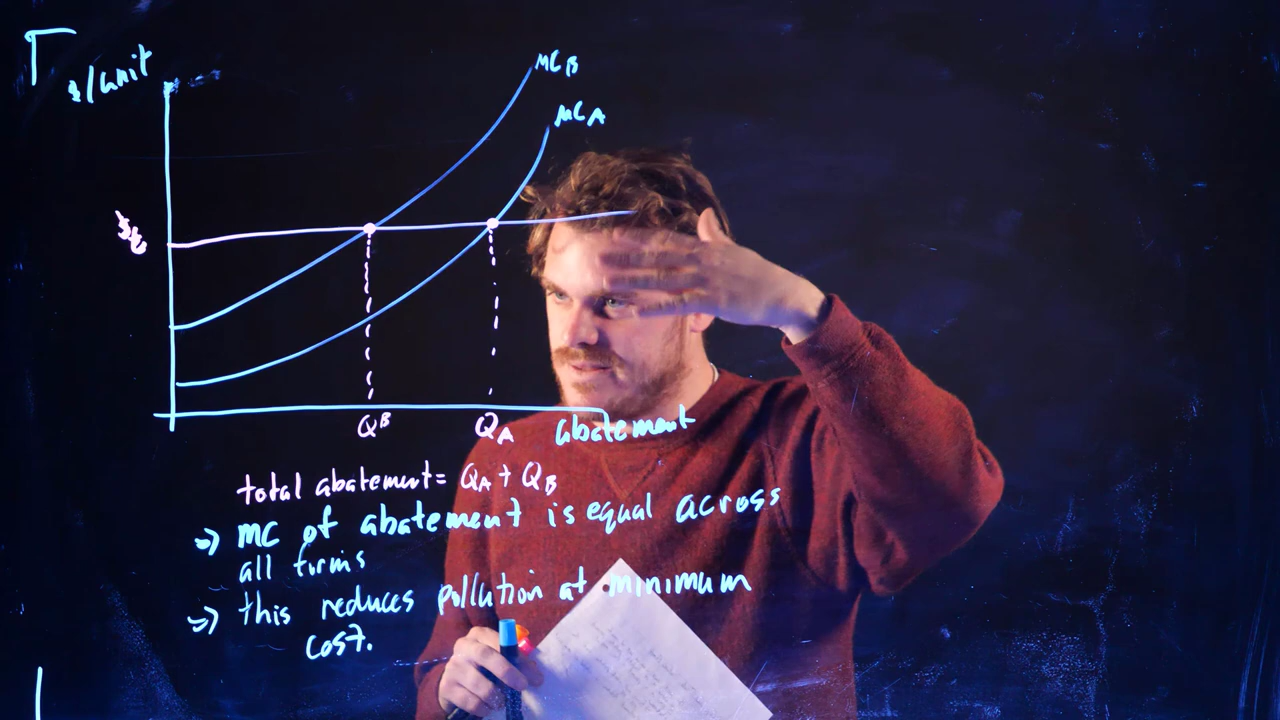 $/unit
MCB
MCA
QB
QA
abatement
total abatement= QA + QB
=> MC of abatement is equal across
all firms
=> this reduces pollution at minimum
cost.